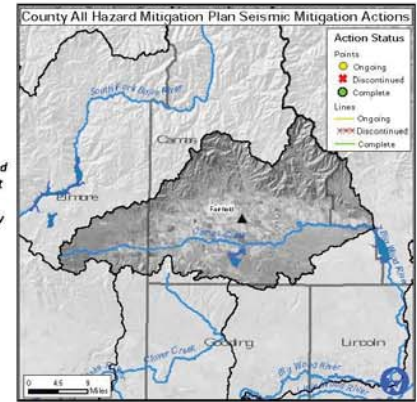 County All Hazard Mitigation Plan Seismic Mitigation Actions
Action Status
Points
Ongoing
Discontinued
Complete
Lines
Ongoing
Discontinued
Complete
South Fork Boise River
Camas
Elmore
Fairfield
Camas Creek
Big Wood River
Gooding
Lincoln
Clover Creek
Big Wood River
0 4.5 9
Miles